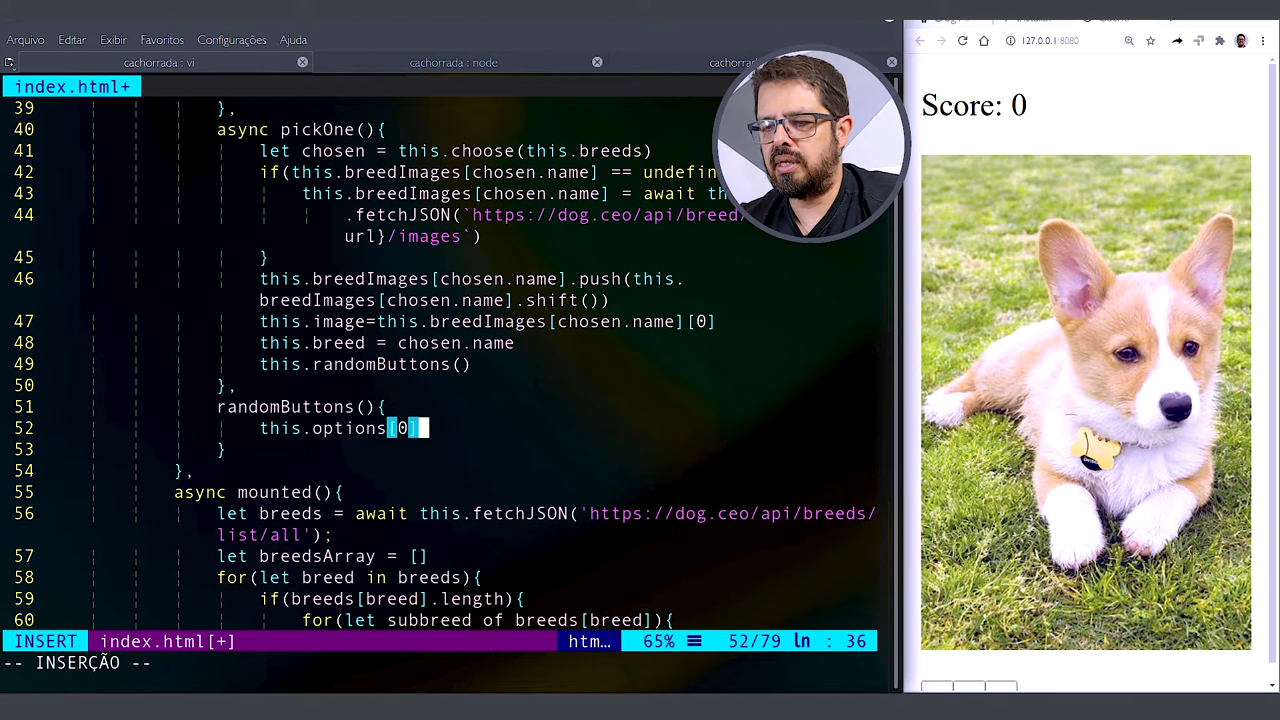 Arquivo Editar Exibir Favoritos Configurações Ajuda
cachorrada : vi
cachorrada : node
127.0.0.1:8080
index.html+
39 },
40 async pickOne(){
41 let chosen = this.choose(this.breeds)
42 if(this.breedImages[chosen.name] == undefin
43 this.breedImages[chosen.name] = await th
44 .fetchJSON(`https://dog.ceo/api/breed/
url}/images`)
45 }
46 this.breedImages[chosen.name].push(this.
breedImages[chosen.name].shift())
47 this.image=this.breedImages[chosen.name][0]
48 this.breed = chosen.name
49 this.randomButtons()
50 },
51 randomButtons(){
52 this.options[0]
53 }
54 },
55 async mounted(){
56 let breeds = await this.fetchJSON('https://dog.ceo/api/breeds/
list/all');
57 let breedsArray = []
58 for(let breed in breeds){
59 if(breeds[breed].length){
60 for(let subbreed of breeds[breed]){
INSERT index.html[+] htm… 65% ☰ 52/79 ln : 36
-- INSERÇÃO --
Score: 0